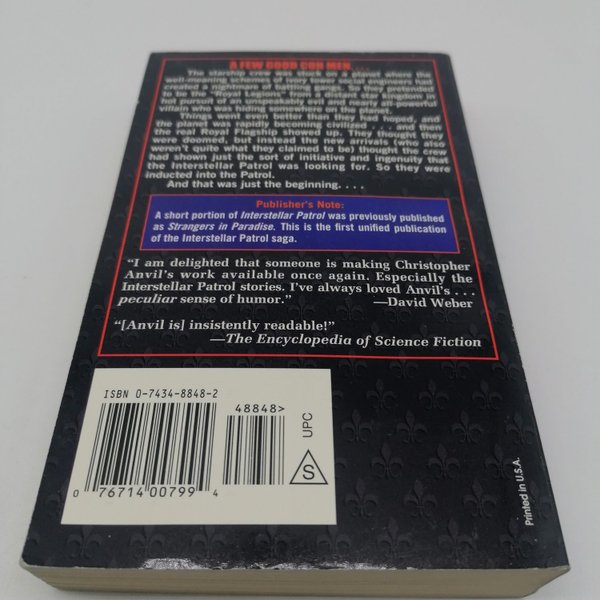 A FEW GOOD CON MEN....
The starship crew was stuck on a planet where the
well-meaning schemes of ivory tower social engineers had
created a nightmare of battling gangs. So they pretended
to be the "Royal Legions" from a distant star kingdom in
hot pursuit of an unspeakably evil and nearly all-powerful
villain who was hiding somewhere on the planet.
Things went even better than they had hoped, and
the planet was rapidly becoming civilized . . . and then
the real Royal Flagship showed up. They thought they
were doomed, but instead the new arrivals (who also
weren't quite what they claimed to be) thought the crew
had shown just the sort of initiative and ingenuity that
the Interstellar Patrol was looking for. So they were
inducted into the Patrol.
And that was just the beginning. . . .
Publisher's Note:
A short portion of Interstellar Patrol was previously published
as Strangers in Paradise. This is the first unified publication
of the Interstellar Patrol saga.
"I am delighted that someone is making Christopher
Anvil's work available once again. Especially the
Interstellar Patrol stories. I've always loved Anvil's . . .
peculiar sense of humor." —David Weber
"[Anvil is] insistently readable!"
—The Encyclopedia of Science Fiction
ISBN 0-7434-8848-2
48848>
UPC
S
0 76714 00799 4
Printed in U.S.A.